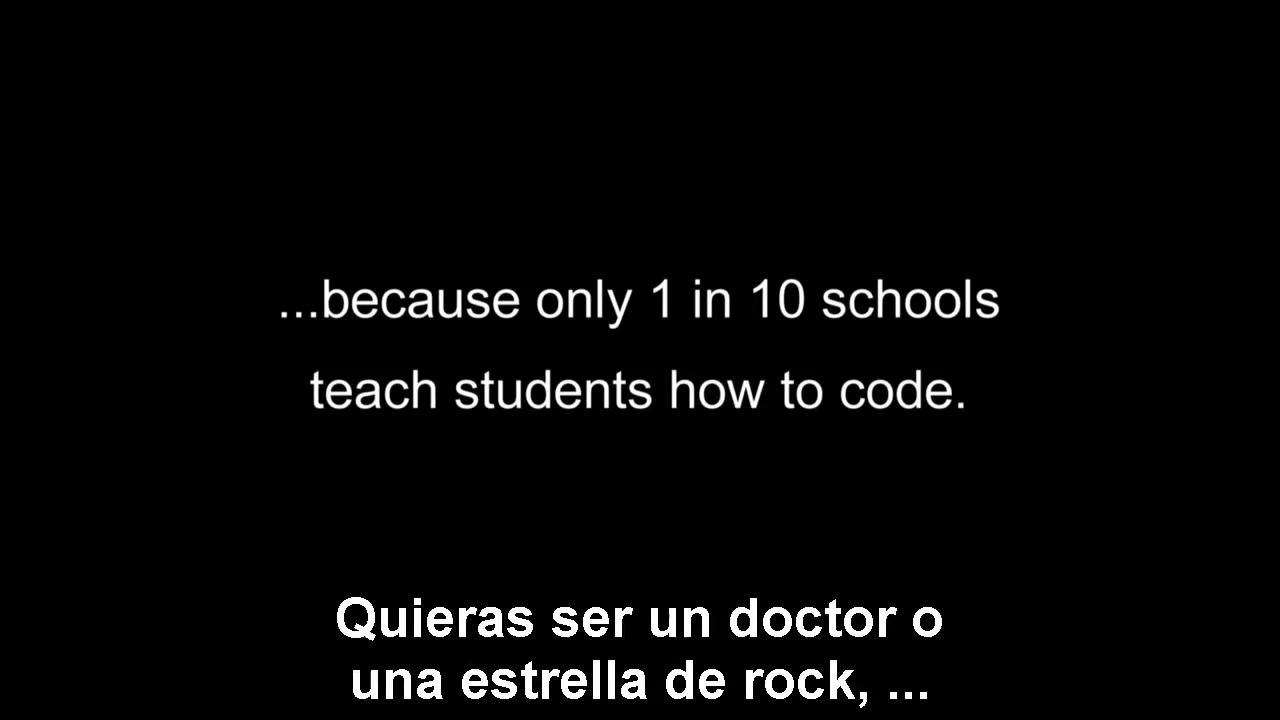 ...because only 1 in 10 schools
teach students how to code.
Quieras ser un doctor o
una estrella de rock, ...